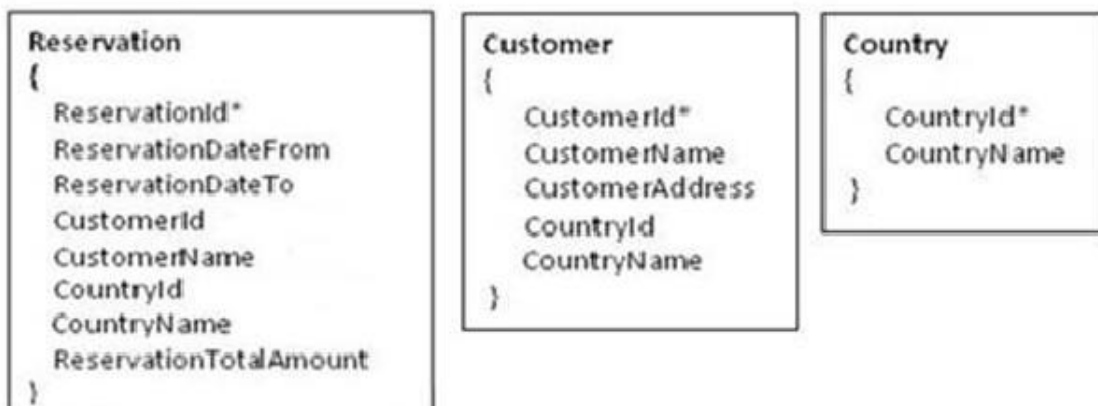 Reservation
{
ReservationId*
ReservationDateFrom
ReservationDateTo
CustomerId
CustomerName
CountryId
CountryName
ReservationTotalAmount
}
Customer
{
CustomerId*
CustomerName
CustomerAddress
CountryId
CountryName
}
Country
{
CountryId*
CountryName
}